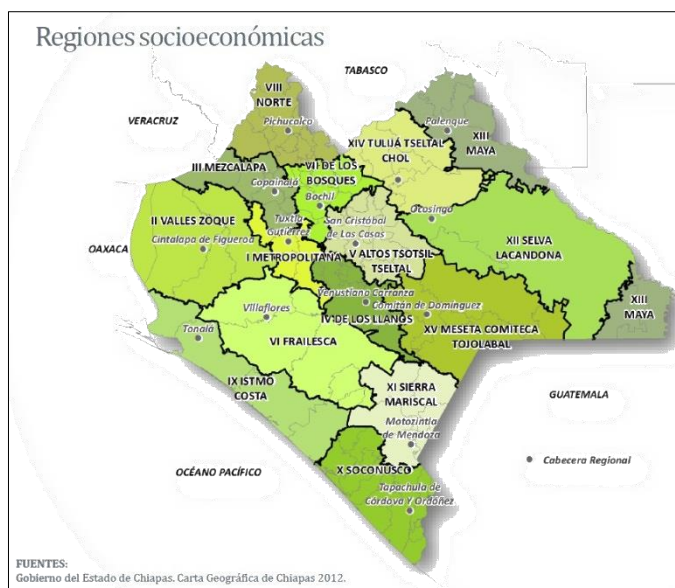 Regiones socioeconómicas
TABASCO
VIII
NORTE
Pichucalco
VERACRUZ
Palenque
XIII
MAYA
XIV TULIJÁ TSELTAL
CHOL
III MEZCALAPA
Copainalá
VII DE LOS
BOSQUES
Bochil
Ocosingo
II VALLES ZOQUE
Cintalapa de Figueroa
Tuxtla
Gutiérrez
I METROPOLITANA
San Cristóbal
de Las Casas
V ALTOS TSOTSIL
TSELTAL
OAXACA
XII SELVA
LACANDONA
Venustiano Carranza
IV DE LOS LLANOS
Comitán de Domínguez
XV MESETA COMITECA
TOJOLABAL
XIII
MAYA
Villaflores
VI FRAILESCA
Tonalá
IX ISTMO
COSTA
XI SIERRA
MARISCAL
Motozintla
de Mendoza
GUATEMALA
OCÉANO PACÍFICO
X SOCONUSCO
Tapachula de
Córdova Y Ordóñez
Cabecera Regional
FUENTES:
Gobierno del Estado de Chiapas. Carta Geográfica de Chiapas 2012.